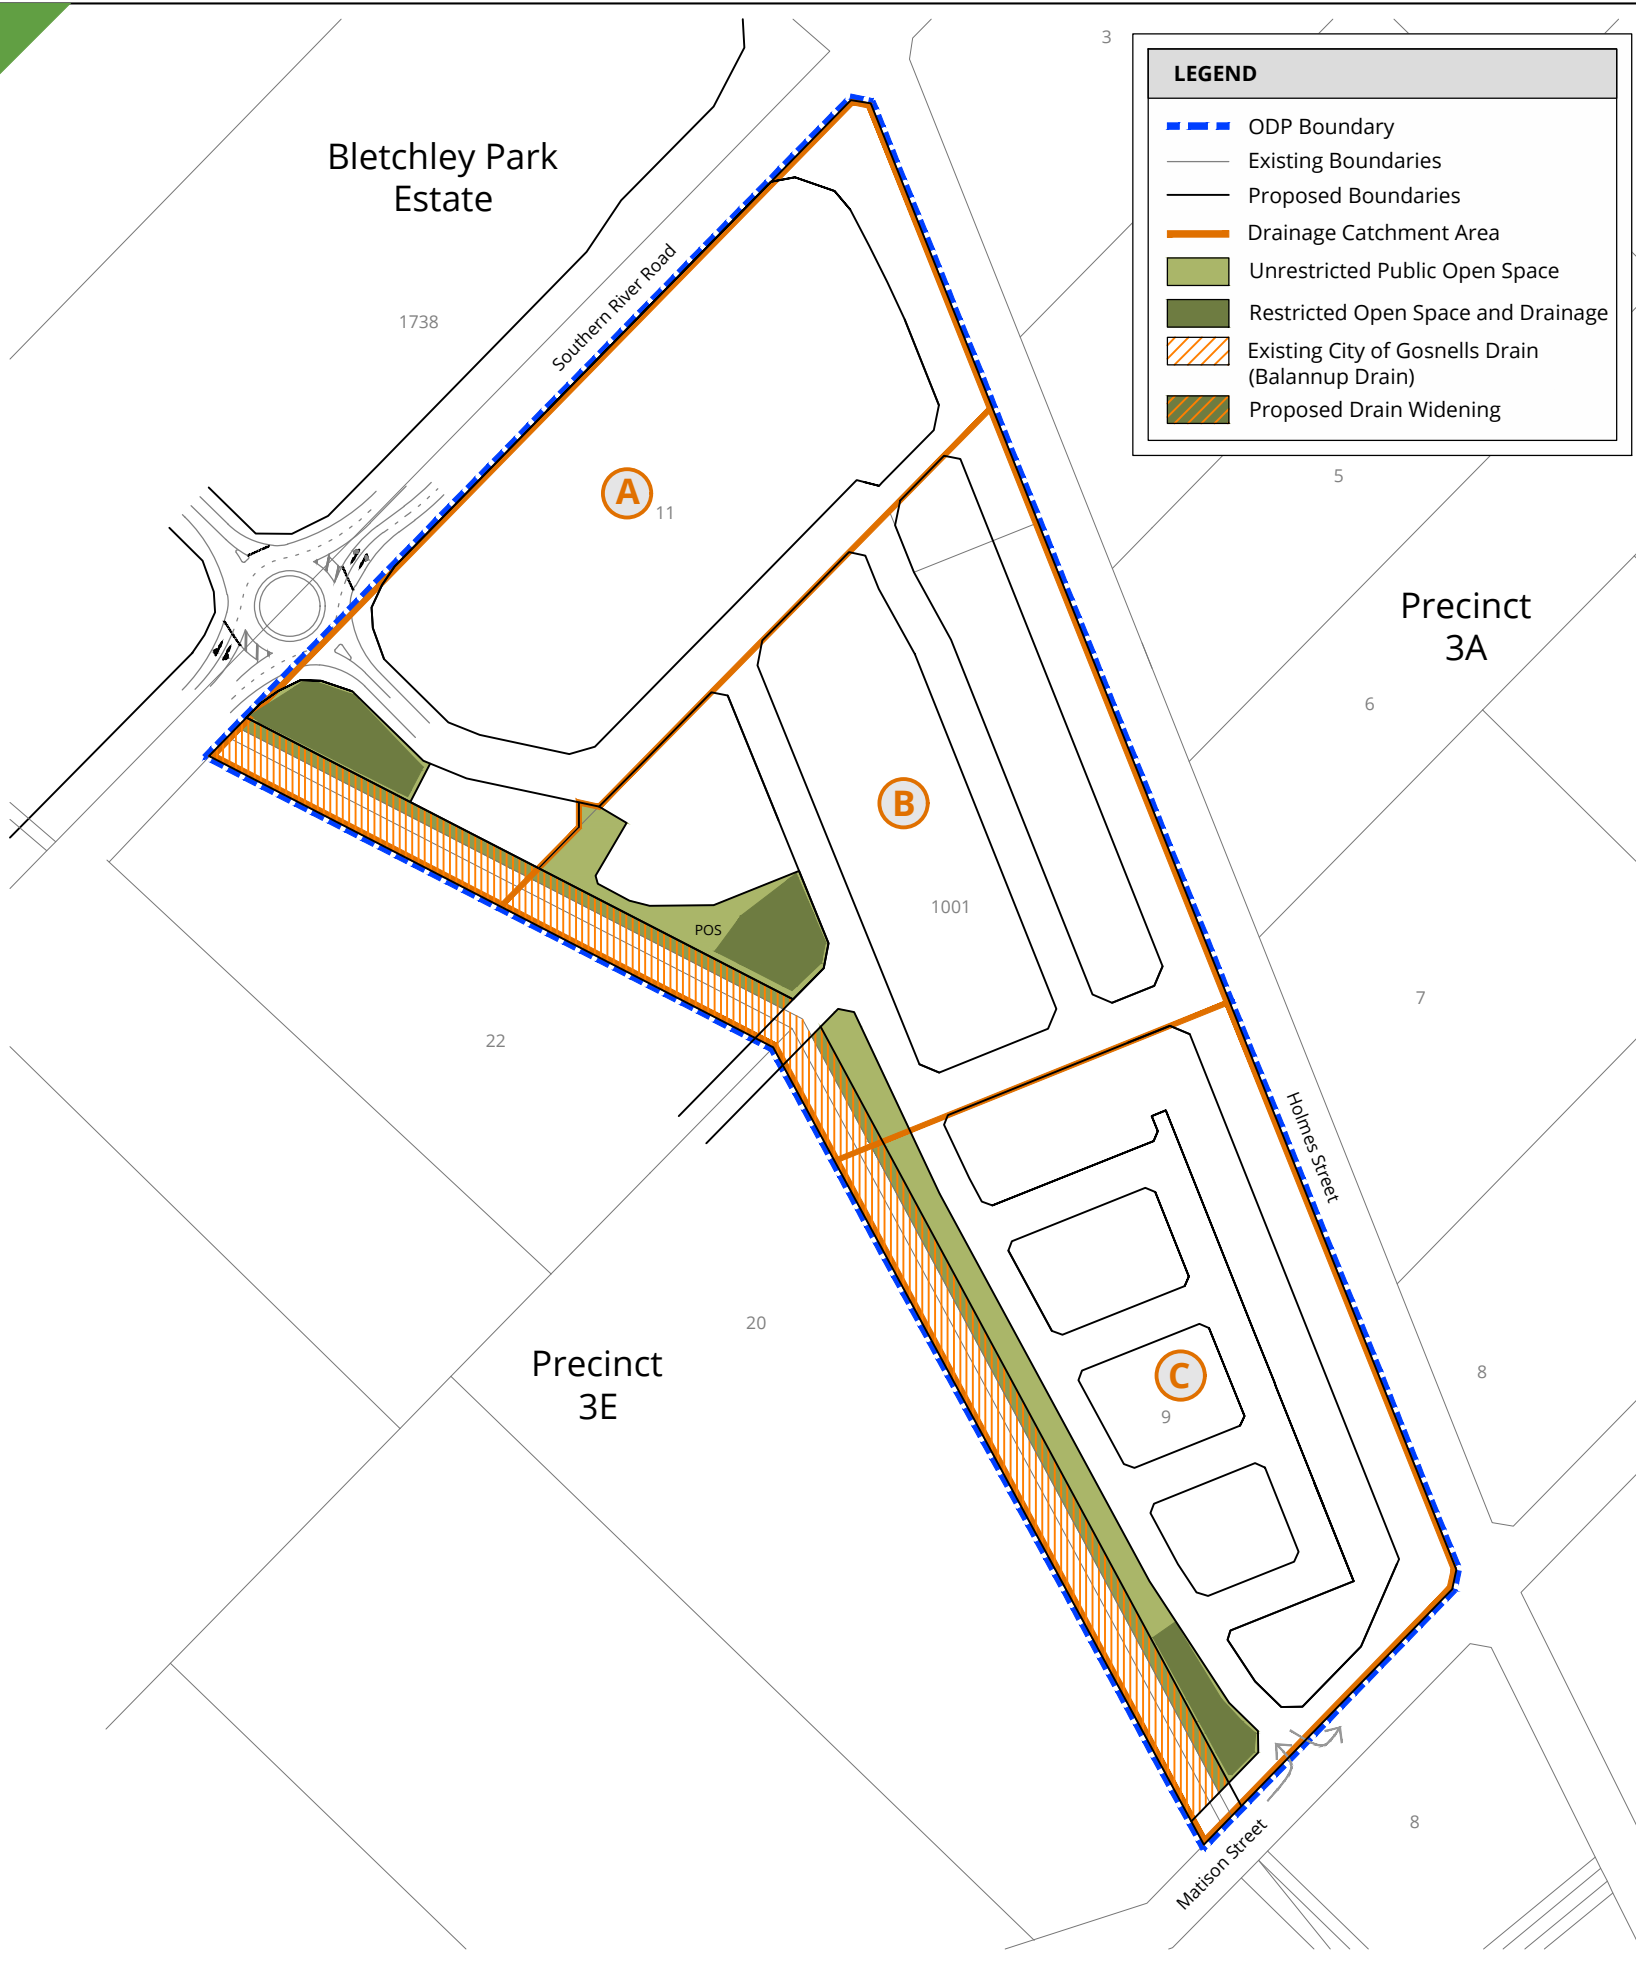 3
LEGEND
ODP Boundary
Existing Boundaries
Proposed Boundaries
Drainage Catchment Area
Unrestricted Public Open Space
Restricted Open Space and Drainage
Existing City of Gosnells Drain
(Balannup Drain)
Proposed Drain Widening
Bletchley Park
Estate
Southern River Road
1738
A
11
5
Precinct
3A
6
B
1001
POS
7
22
Holmes Street
20
Precinct
3E
C
9
8
Matison Street
8